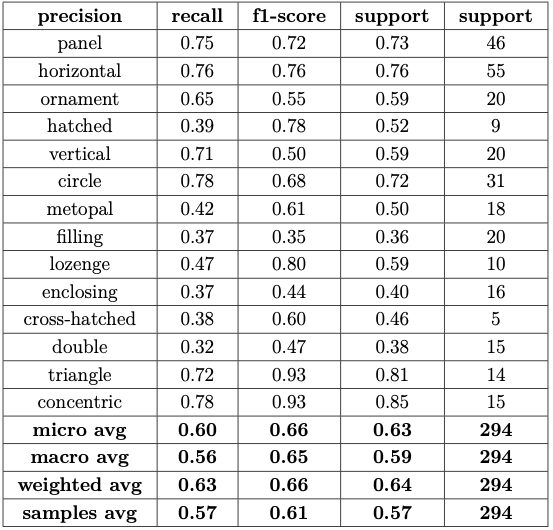 precision recall f1-score support support
panel 0.75 0.72 0.73 46
horizontal 0.76 0.76 0.76 55
ornament 0.65 0.55 0.59 20
hatched 0.39 0.78 0.52 9
vertical 0.71 0.50 0.59 20
circle 0.78 0.68 0.72 31
metopal 0.42 0.61 0.50 18
filling 0.37 0.35 0.36 20
lozenge 0.47 0.80 0.59 10
enclosing 0.37 0.44 0.40 16
cross-hatched 0.38 0.60 0.46 5
double 0.32 0.47 0.38 15
triangle 0.72 0.93 0.81 14
concentric 0.78 0.93 0.85 15
micro avg 0.60 0.66 0.63 294
macro avg 0.56 0.65 0.59 294
weighted avg 0.63 0.66 0.64 294
samples avg 0.57 0.61 0.57 294